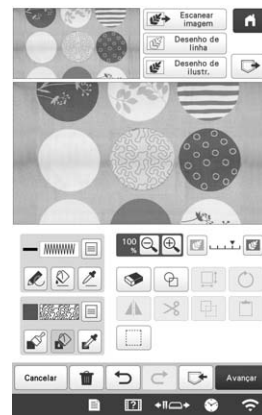 Escanear
imagem
Desenho de
linha
Desenho de
ilustr.
100
%
Cancelar
Avançar